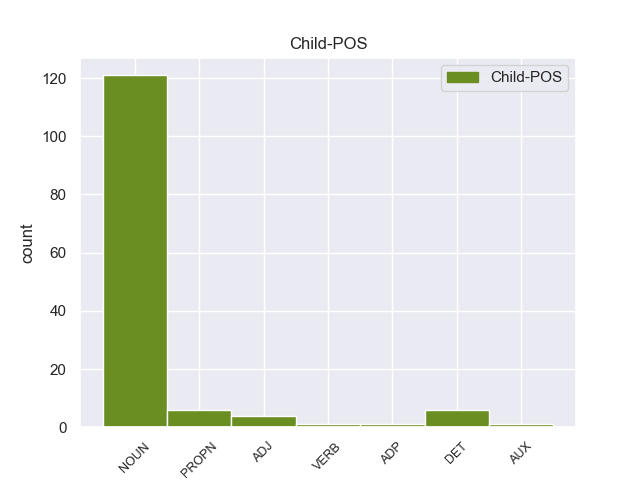 Child-POS
Child-POS
120
100
80
60
40
20
0
count
NOUN
PROPN
ADJ
VERB
ADP
DET
AUX